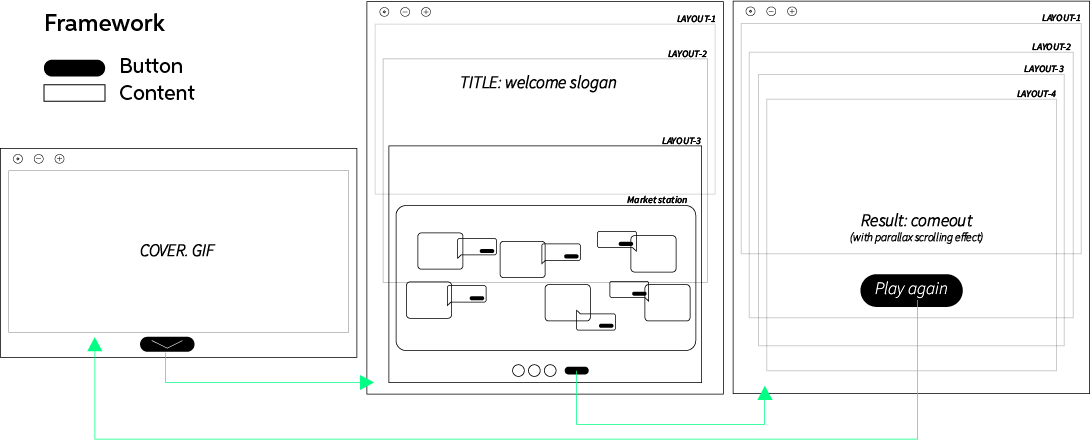 Framework
Button
Content
COVER. GIF
LAYOUT-1
LAYOUT-2
TITLE: welcome slogan
LAYOUT-3
Market station
LAYOUT-1
LAYOUT-2
LAYOUT-3
LAYOUT-4
Result: comeout
(with parallax scrolling effect)
Play again